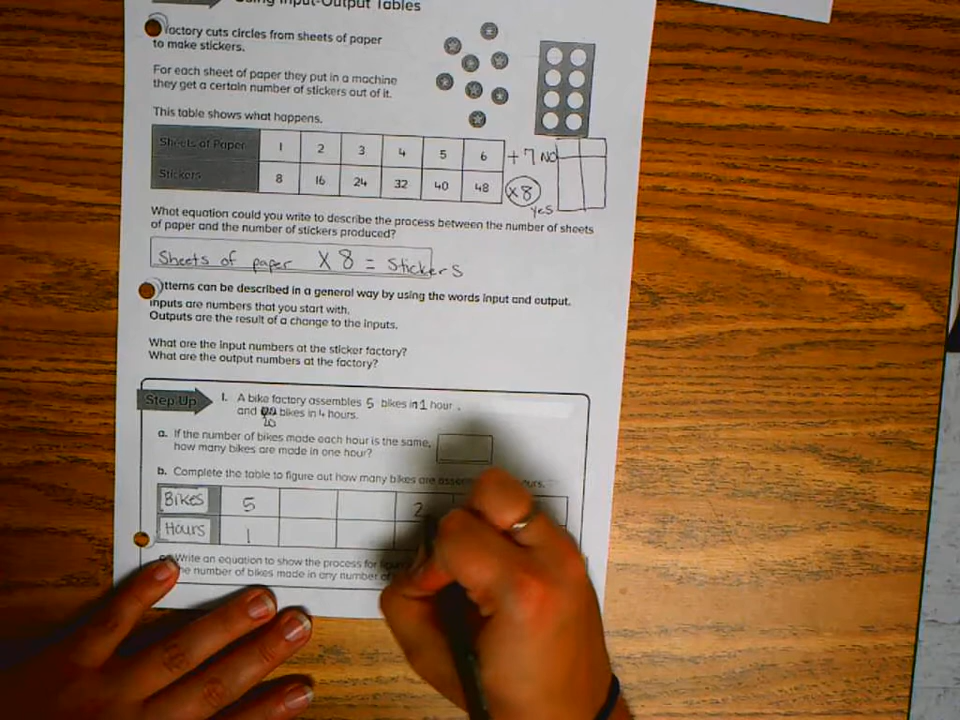 Using Input-Output Tables
factory cuts circles from sheets of paper
to make stickers.
For each sheet of paper they put in a machine
they get a certain number of stickers out of it.
This table shows what happens.
Sheets of Paper 1 2 3 4 5 6 +7 No
Stickers 8 16 24 32 40 48 ×8
yes
What equation could you write to describe the process between the number of sheets
of paper and the number of stickers produced?
Sheets of paper × 8 = Stickers
tterns can be described in a general way by using the words input and output.
Inputs are numbers that you start with.
Outputs are the result of a change to the inputs.
What are the input numbers at the sticker factory?
What are the output numbers at the factory?
Step Up 1. A bike factory assembles 5 bikes in 1 hour.
and bikes in 4 hours.
20
a. If the number of bikes made each hour is the same,
how many bikes are made in one hour?
b. Complete the table to figure out how many bikes are
Bikes 5 2
Hours 1
Write an equation to show the process for
the number of bikes made in any number of